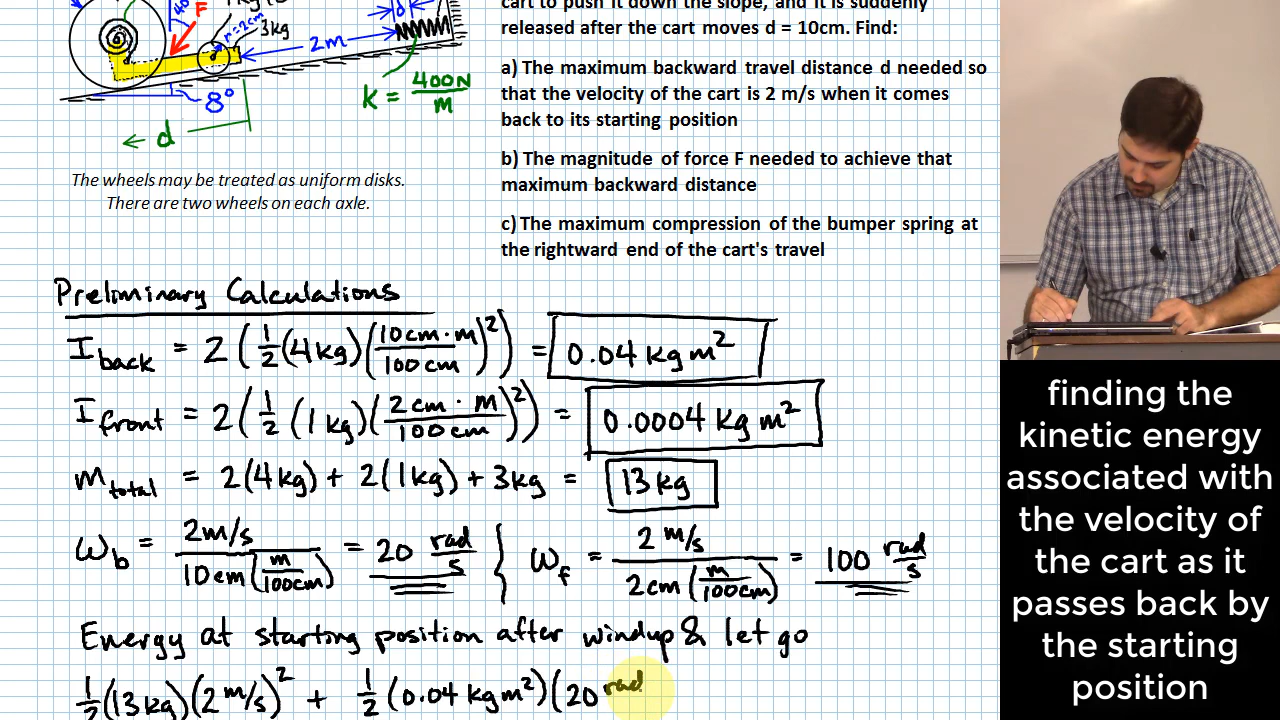 40
F
r=2cm
3kg
2m
d
K = 400N/m
8°
← d
The wheels may be treated as uniform disks.
There are two wheels on each axle.
cart to push it down the slope, and it is suddenly
released after the cart moves d = 10cm. Find:
a) The maximum backward travel distance d needed so
that the velocity of the cart is 2 m/s when it comes
back to its starting position
b) The magnitude of force F needed to achieve that
maximum backward distance
c) The maximum compression of the bumper spring at
the rightward end of the cart's travel
Preliminary Calculations
I back = 2 (1/2 (4kg) (10cm·m/100cm)²) = 0.04 kg m²
I front = 2 (1/2 (1kg) (2cm·m/100cm)²) = 0.0004 kg m²
m total = 2(4kg) + 2(1kg) + 3kg = 13 kg
ω b = 2m/s / 10cm (m/100cm) = 20 rad/s } ω f = 2 m/s / 2cm (m/100cm) = 100 rad/s
Energy at starting position after windup & let go
1/2 (13kg)(2 m/s)² + 1/2 (0.04 kg m²)(20 rad
finding the
kinetic energy
associated with
the velocity of
the cart as it
passes back by
the starting
position